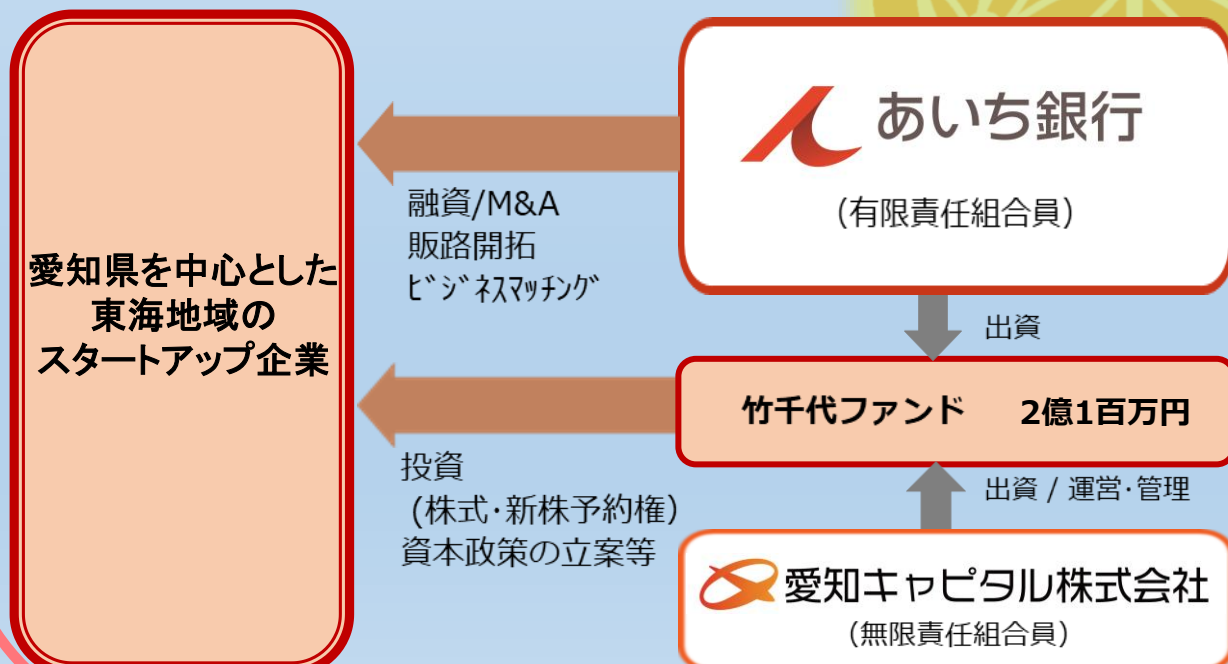 愛知県を中心とした
東海地域の
スタートアップ企業
融資/M&A
販路開拓
ﾋﾞｼﾞﾈｽﾏｯﾁﾝｸﾞ
投資
(株式・新株予約権)
資本政策の立案等
あいち銀行
(有限責任組合員)
出資
竹千代ファンド 2億1百万円
出資 / 運営・管理
愛知キャピタル株式会社
(無限責任組合員)